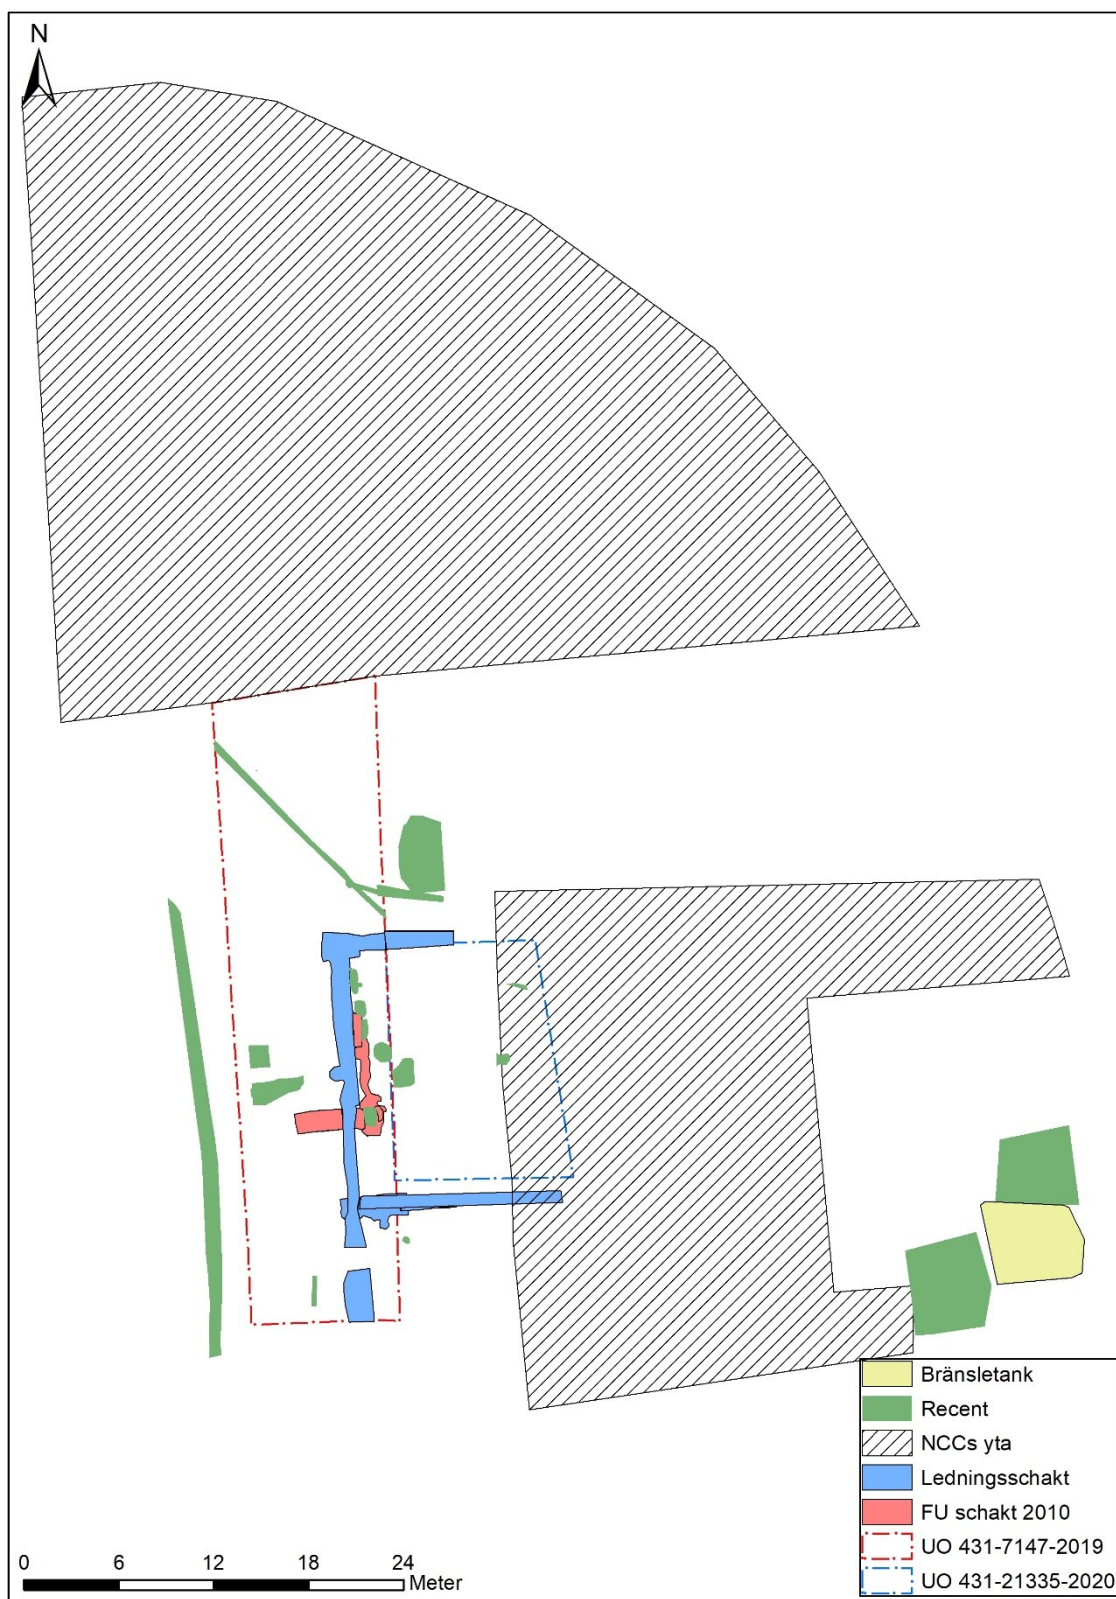 N
Bränsletank
Recent
NCCs yta
Ledningsschakt
FU schakt 2010
UO 431-7147-2019
UO 431-21335-2020
0 6 12 18 24
Meter